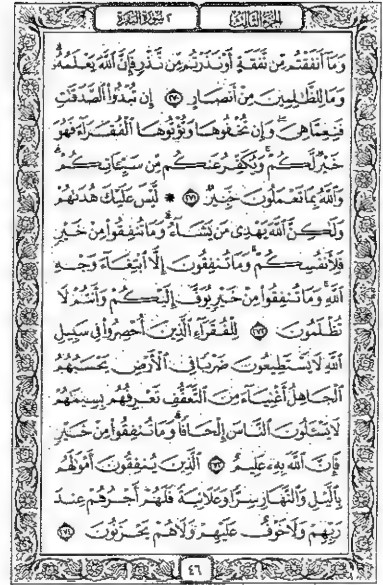 الجزء الثالث
٢ سورة البقرة
وَمَآ أَنفَقْتُم مِّن نَّفَقَةٍ أَوْ نَذَرْتُم مِّن نَّذْرٍ فَإِنَّ ٱللَّهَ يَعْلَمُهُۥ
وَمَا لِلظَّٰلِمِينَ مِنْ أَنصَارٍ ٢٧٠ إِن تُبْدُوا۟ ٱلصَّدَقَٰتِ
فَنِعِمَّا هِىَ وَإِن تُخْفُوهَا وَتُؤْتُوهَا ٱلْفُقَرَآءَ فَهُوَ
خَيْرٌ لَّكُمْ وَيُكَفِّرُ عَنكُم مِّن سَيِّـَٔاتِكُمْ
وَٱللَّهُ بِمَا تَعْمَلُونَ خَبِيرٌ ٢٧١ * لَّيْسَ عَلَيْكَ هُدَىٰهُمْ
وَلَٰكِنَّ ٱللَّهَ يَهْدِى مَن يَشَآءُ وَمَا تُنفِقُوا۟ مِنْ خَيْرٍ
فَلِأَنفُسِكُمْ وَمَا تُنفِقُونَ إِلَّا ٱبْتِغَآءَ وَجْهِ
ٱللَّهِ وَمَا تُنفِقُوا۟ مِنْ خَيْرٍ يُوَفَّ إِلَيْكُمْ وَأَنتُمْ لَا
تُظْلَمُونَ ٢٧٢ لِلْفُقَرَآءِ ٱلَّذِينَ أُحْصِرُوا۟ فِى سَبِيلِ
ٱللَّهِ لَا يَسْتَطِيعُونَ ضَرْبًا فِى ٱلْأَرْضِ يَحْسَبُهُمُ
ٱلْجَاهِلُ أَغْنِيَآءَ مِنَ ٱلتَّعَفُّفِ تَعْرِفُهُم بِسِيمَٰهُمْ
لَا يَسْـَٔلُونَ ٱلنَّاسَ إِلْحَافًا وَمَا تُنفِقُوا۟ مِنْ خَيْرٍ
فَإِنَّ ٱللَّهَ بِهِۦ عَلِيمٌ ٢٧٣ ٱلَّذِينَ يُنفِقُونَ أَمْوَٰلَهُم
بِٱلَّيْلِ وَٱلنَّهَارِ سِرًّا وَعَلَانِيَةً فَلَهُمْ أَجْرُهُمْ عِندَ
رَبِّهِمْ وَلَا خَوْفٌ عَلَيْهِمْ وَلَا هُمْ يَحْزَنُونَ ٢٧٤
٤٦